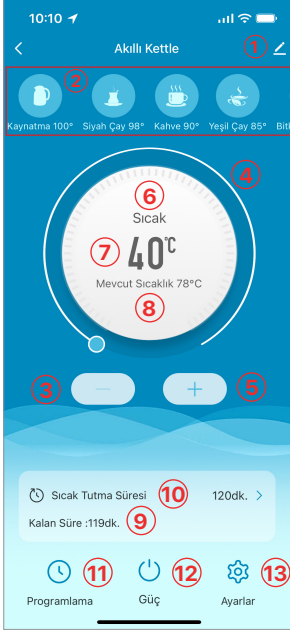 10:10
Akıllı Kettle
1
2
Kaynatma 100° Siyah Çay 98° Kahve 90° Yeşil Çay 85° Bitk
4
6
Sıcak
7
40°C
Mevcut Sıcaklık 78°C
8
3
5
Sıcak Tutma Süresi 10 120dk. >
Kalan Süre :119dk. 9
11 12 13
Programlama Güç Ayarlar